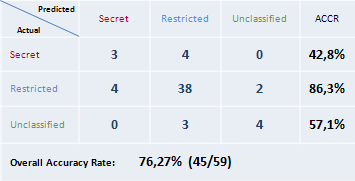 Predicted
Actual
Secret Restricted Unclassified ACCR
Secret 3 4 0 42,8%
Restricted 4 38 2 86,3%
Unclassified 0 3 4 57,1%
Overall Accuracy Rate: 76,27% (45/59)